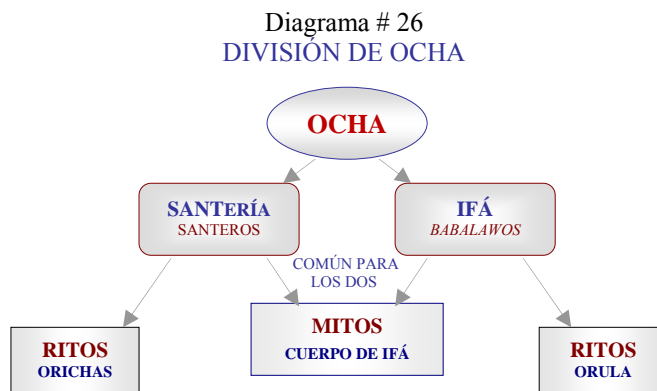 Diagrama # 26
DIVISIÓN DE OCHA
OCHA
SANTERÍA
SANTEROS
IFÁ
BABALAWOS
COMÚN PARA
LOS DOS
RITOS
ORICHAS
MITOS
CUERPO DE IFÁ
RITOS
ORULA